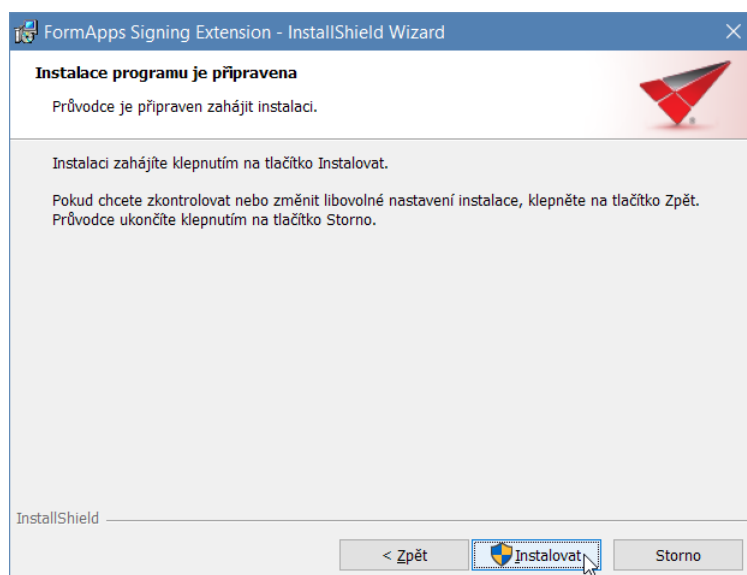 FormApps Signing Extension - InstallShield Wizard
Instalace programu je připravena
Průvodce je připraven zahájit instalaci.
Instalaci zahájíte klepnutím na tlačítko Instalovat.
Pokud chcete zkontrolovat nebo změnit libovolné nastavení instalace, klepněte na tlačítko Zpět.
Průvodce ukončíte klepnutím na tlačítko Storno.
InstallShield
< Zpět Instalovat Storno